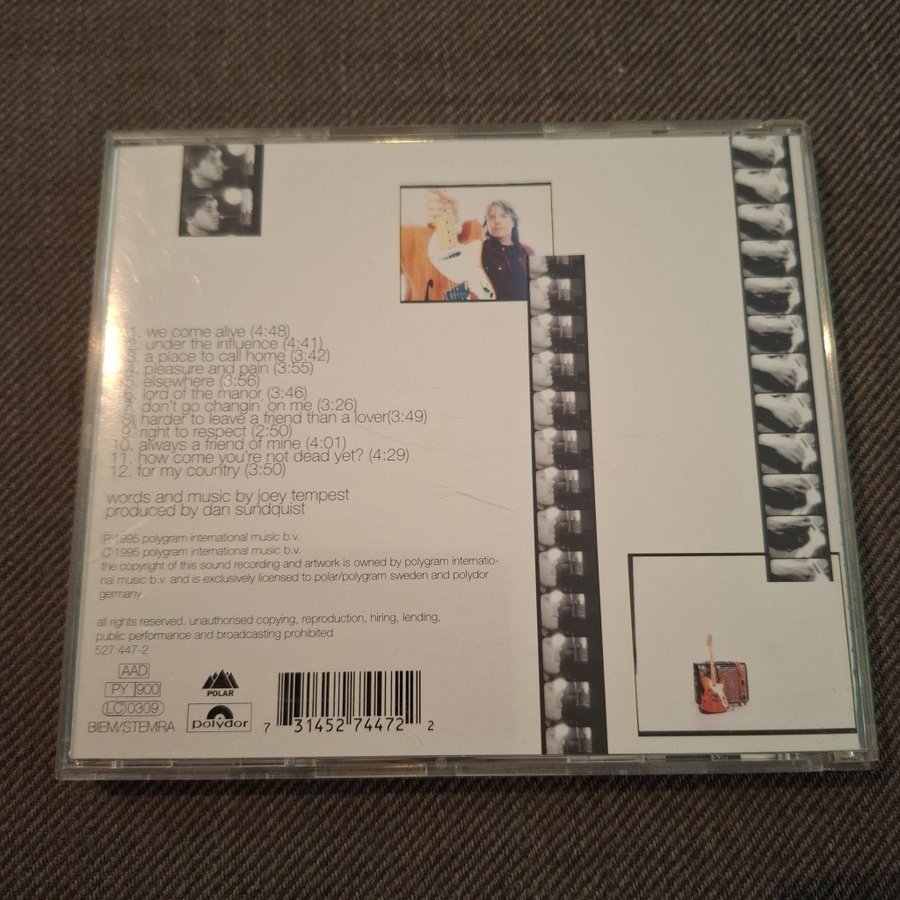 1. we come alive (4:48)
2. under the influence (4:41)
3. a place to call home (3:42)
4. pleasure and pain (3:55)
5. elsewhere (3:56)
6. lord of the manor (3:46)
7. don't go changin' on me (3:26)
8. harder to leave a friend than a lover(3:49)
9. right to respect (2:50)
10. always a friend of mine (4:01)
11. how come you're not dead yet? (4:29)
12. for my country (3:50)
words and music by joey tempest
produced by dan sundquist
Ⓟ 1995 polygram international music b.v.
© 1995 polygram international music b.v.
the copyright of this sound recording and artwork is owned by polygram internatio-
nal music b.v. and is exclusively licensed to polar/polygram sweden and polydor
germany.
all rights reserved. unauthorised copying, reproduction, hiring, lending,
public performance and broadcasting prohibited
527 447-2
AAD
PY 900
LC 0309
BIEM/STEMRA
POLAR
Polydor
7 31452 74472 2